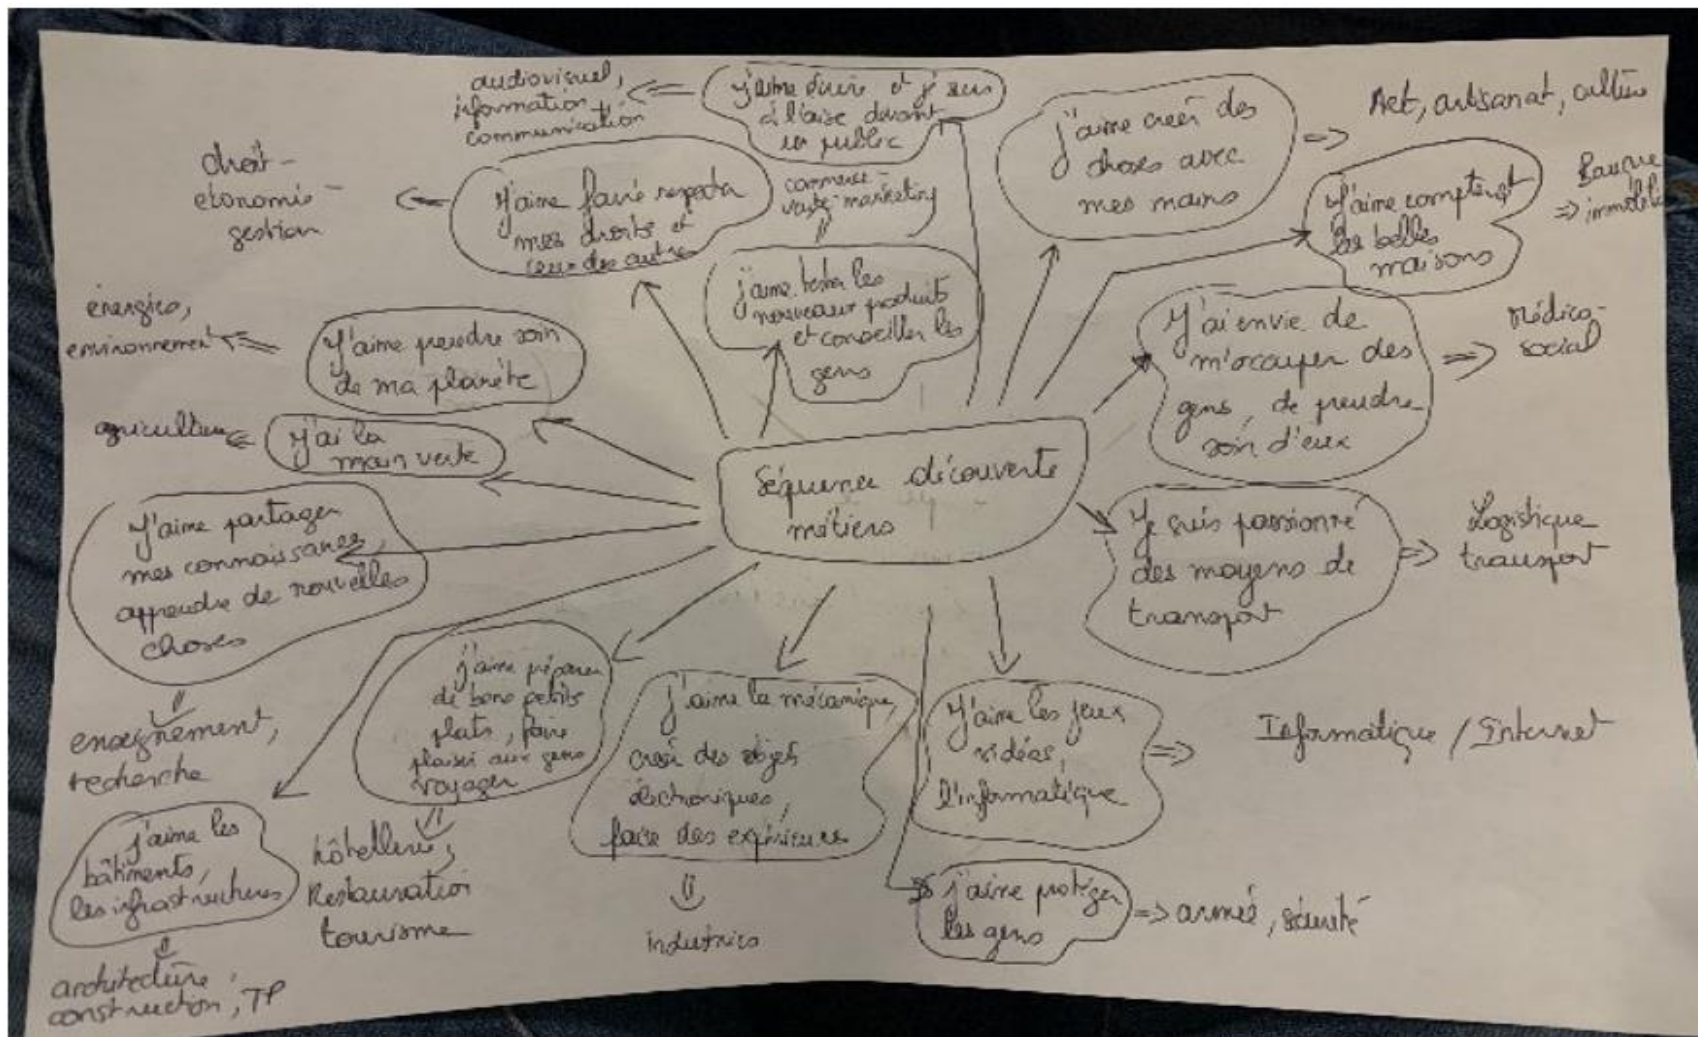 audiovisuel,
information +
communication
j'aime écrire et je suis
à l'aise devant
un public
j'aime créer des
choses avec
mes mains
Art, artisanat, culture
droit -
economie -
gestion
J'aime faire respecter
mes droits et
ceux des autres
commerce -
vente - marketing
J'aime compter et
les belles
maisons
Banque
immobilier
j'aime tester les
nouveaux produits
et conseiller les
gens
énergies,
environnement
J'aime prendre soin
de ma planète
J'ai envie de
m'occuper des
gens, de prendre
soin d'eux
Médico-
social
agriculture
J'ai la
main verte
Séquence découverte
métiers
J'aime partager
mes connaissances,
apprendre de nouvelles
choses
Je suis passionné
des moyens de
transport
Logistique
transport
enseignement,
recherche
j'aime préparer
de bons petits
plats, faire
plaisir aux gens
voyager
j'aime la mécanique,
créer des objets
électroniques,
faire des expériences
J'aime les jeux
vidéos,
l'informatique
Informatique / Internet
j'aime les
bâtiments,
les infrastructures
hôtellerie,
Restauration
tourisme
industries
j'aime protéger
les gens
armée, sécurité
architecture,
construction, TP